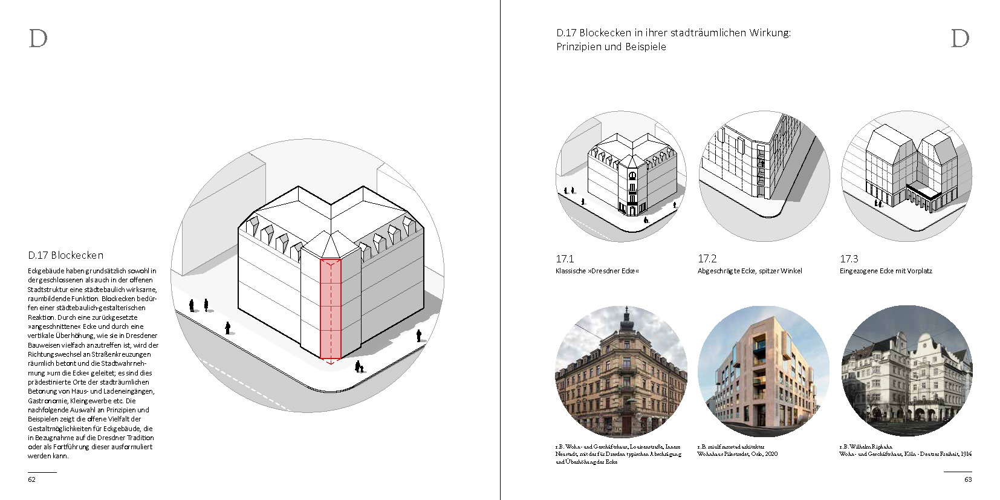 D
D.17 Blockecken
Eckgebäude haben grundsätzlich sowohl in
der geschlossenen als auch in der offenen
Stadtstruktur eine städtebaulich wirksame,
raumbildende Funktion. Blockecken bedür-
fen einer städtebaulich-gestalterischen
Reaktion. Durch eine zurückgesetzte
»angeschnittene« Ecke und durch eine
vertikale Überhöhung, wie sie in Dresdener
Bauweisen vielfach anzutreffen ist, wird der
Richtungswechsel an Straßenkreuzungen
räumlich betont und die Stadtwahrneh-
mung »um die Ecke« geleitet; es sind dies
prädestinierte Orte der stadträumlichen
Betonung von Haus- und Ladeneingängen,
Gastronomie, Kleingewerbe etc. Die
nachfolgende Auswahl an Prinzipien und
Beispielen zeigt die offene Vielfalt der
Gestaltmöglichkeiten für Eckgebäude, die
in Bezugnahme auf die Dresdner Tradition
oder als Fortführung dieser ausformuliert
werden kann.
62
D.17 Blockecken in ihrer stadträumlichen Wirkung:
Prinzipien und Beispiele
D
17.1
Klassische »Dresdner Ecke«
17.2
Abgeschrägte Ecke, spitzer Winkel
17.3
Eingezogene Ecke mit Vorplatz
z.B. Wohn- und Geschäftshaus, Louisenstraße, Innere
Neustadt, mit der für Dresden typischen Abschrägung
und Überhöhung der Ecke
z.B. reiulf ramstad arkitekter
Wohnhaus Pilestredet, Oslo, 2020
z.B. Wilhelm Riphahn
Wohn- und Geschäftshaus, Köln - Deutzer Freiheit, 1914
63